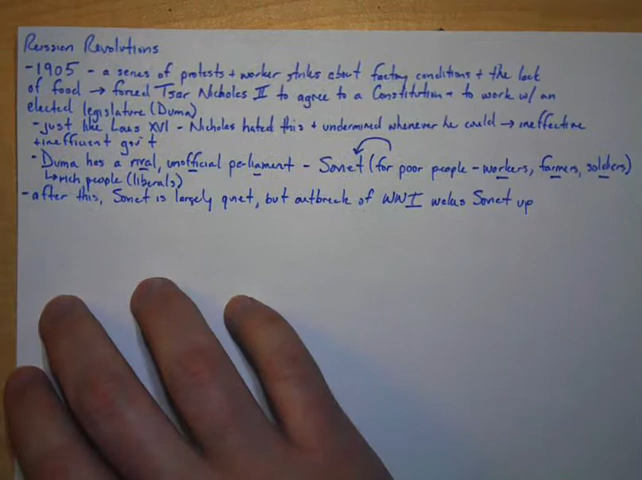 Russian Revolutions
- 1905 - a series of protests + worker strikes about factory conditions + the lack
of food → forced Tsar Nicholas II to agree to a Constitution + to work w/ an
elected legislature (Duma)
- just like Louis XVI - Nicholas hated this + undermined whenever he could → ineffective
+ inefficient gov't
- Duma has a rival, unofficial parliament - Soviet (for poor people - workers, farmers, soldiers)
↳ rich people (liberals)
- after this, Soviet is largely quiet, but outbreak of WWI wakes Soviet up